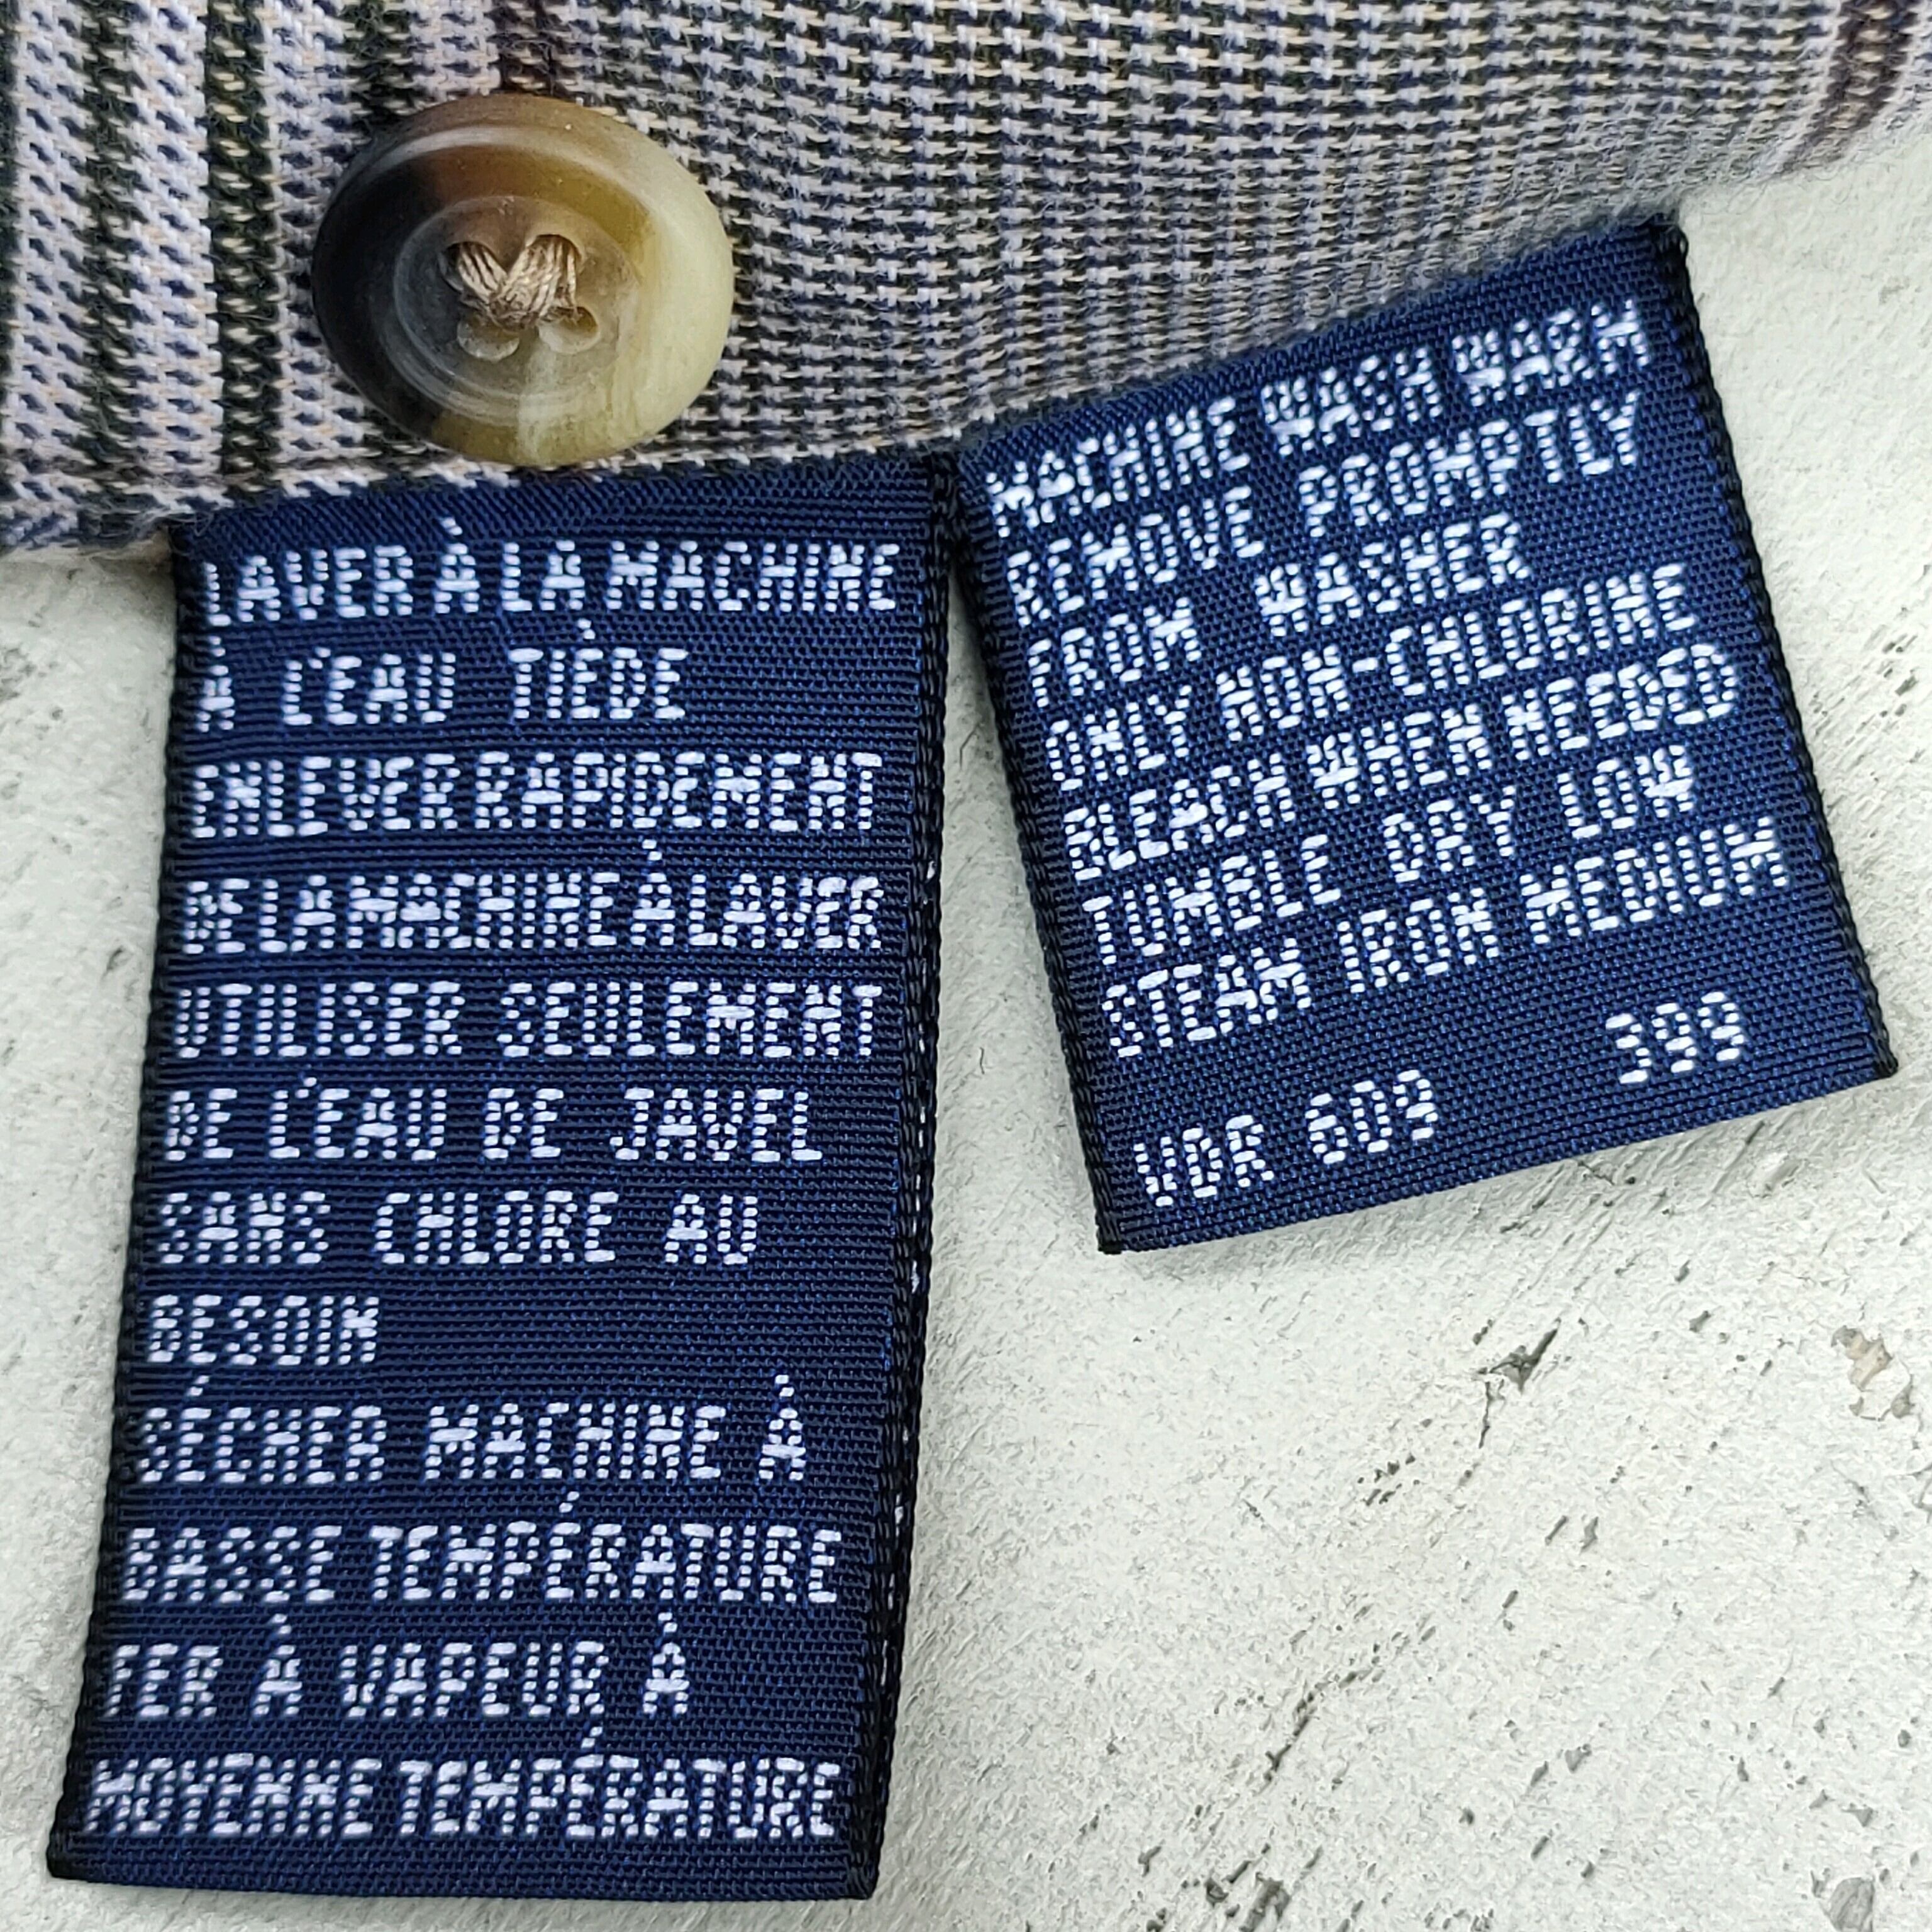 LAVER À LA MACHINE
À L'EAU TIÈDE
ENLEVER RAPIDEMENT
DE LA MACHINE À LAVER
UTILISER SEULEMENT
DE L'EAU DE JAVEL
SANS CHLORE AU
BESOIN
SÉCHER MACHINE À
BASSE TEMPÉRATURE
FER À VAPEUR À
MOYENNE TEMPÉRATURE
MACHINE WASH WARM
REMOVE PROMPTLY
FROM WASHER
ONLY NON-CHLORINE
BLEACH WHEN NEEDED
TUMBLE DRY LOW
STEAM IRON MEDIUM
VDR 609 399